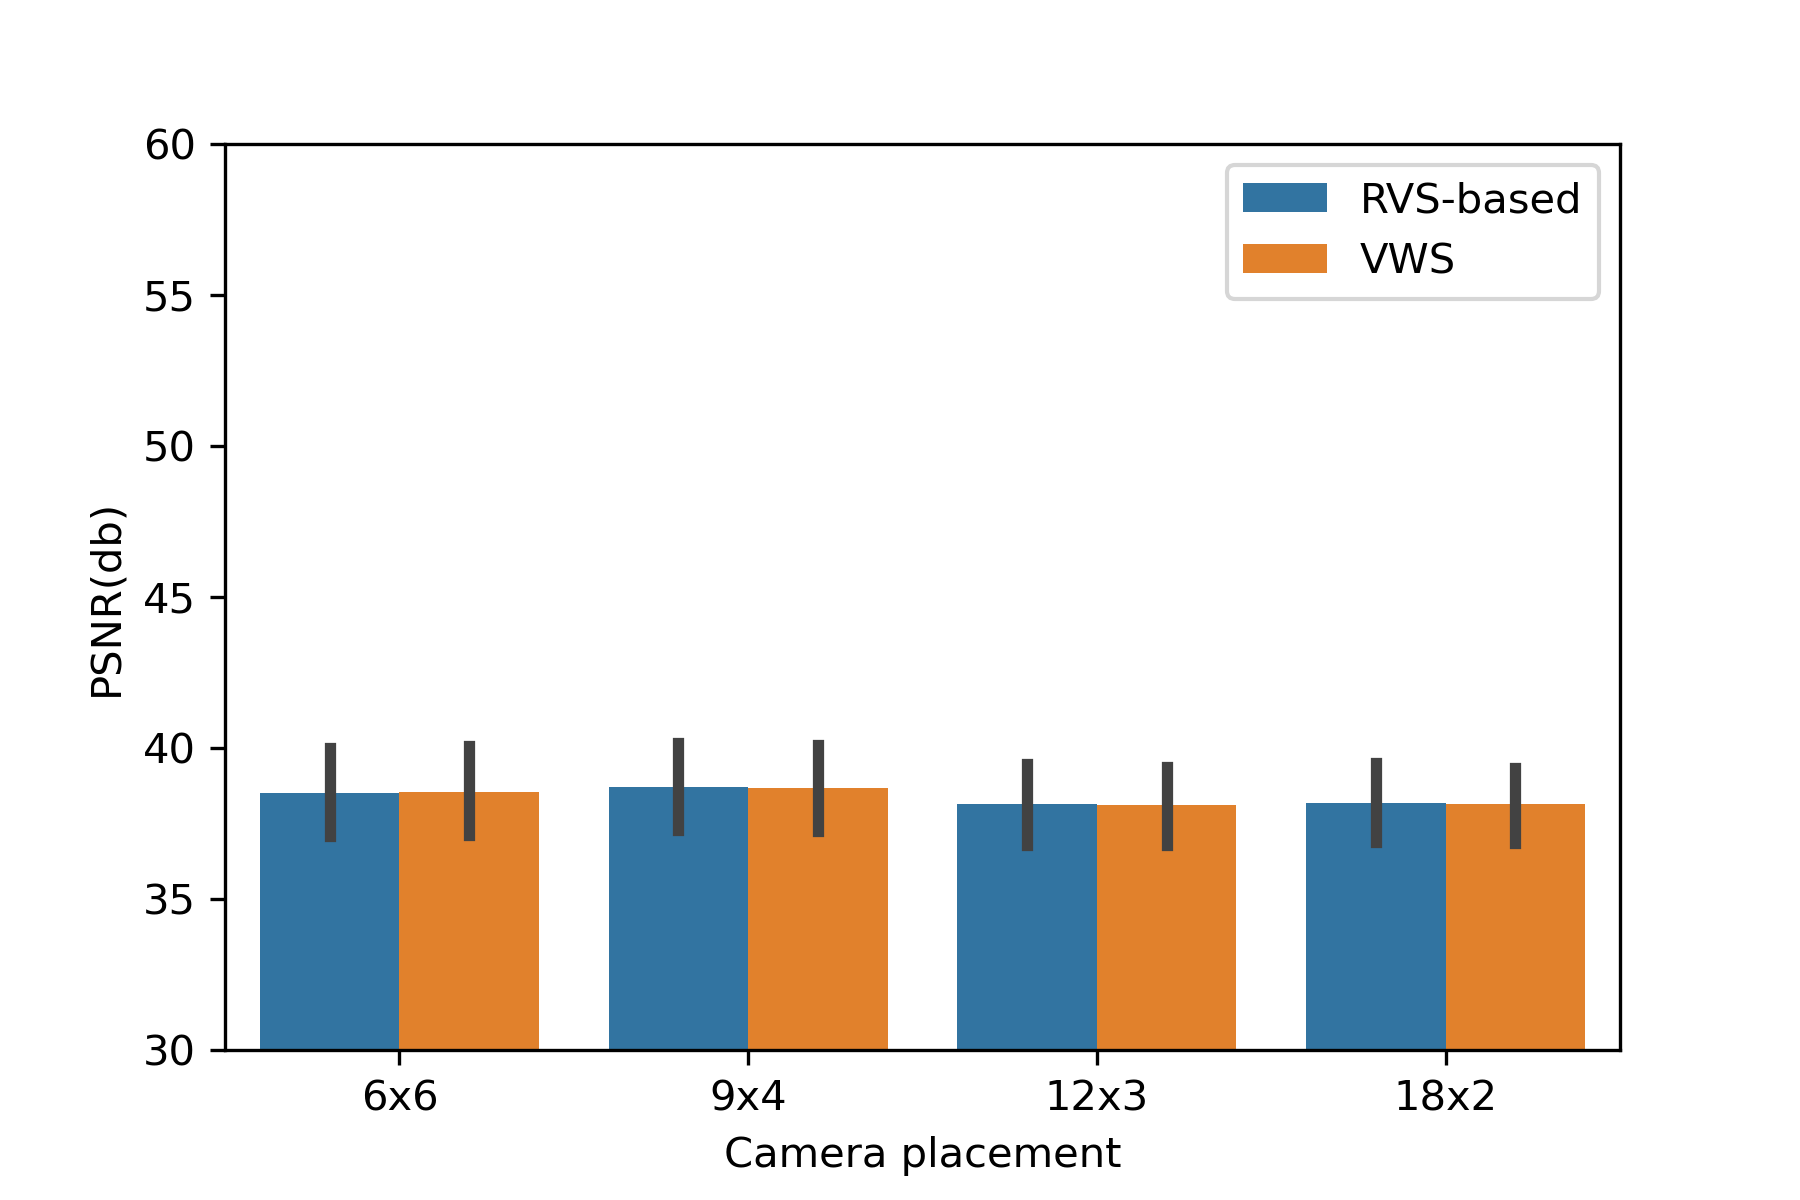 60
55
50
45
40
35
30
PSNR(db)
RVS-based
VWS
6x6
9x4
12x3
18x2
Camera placement